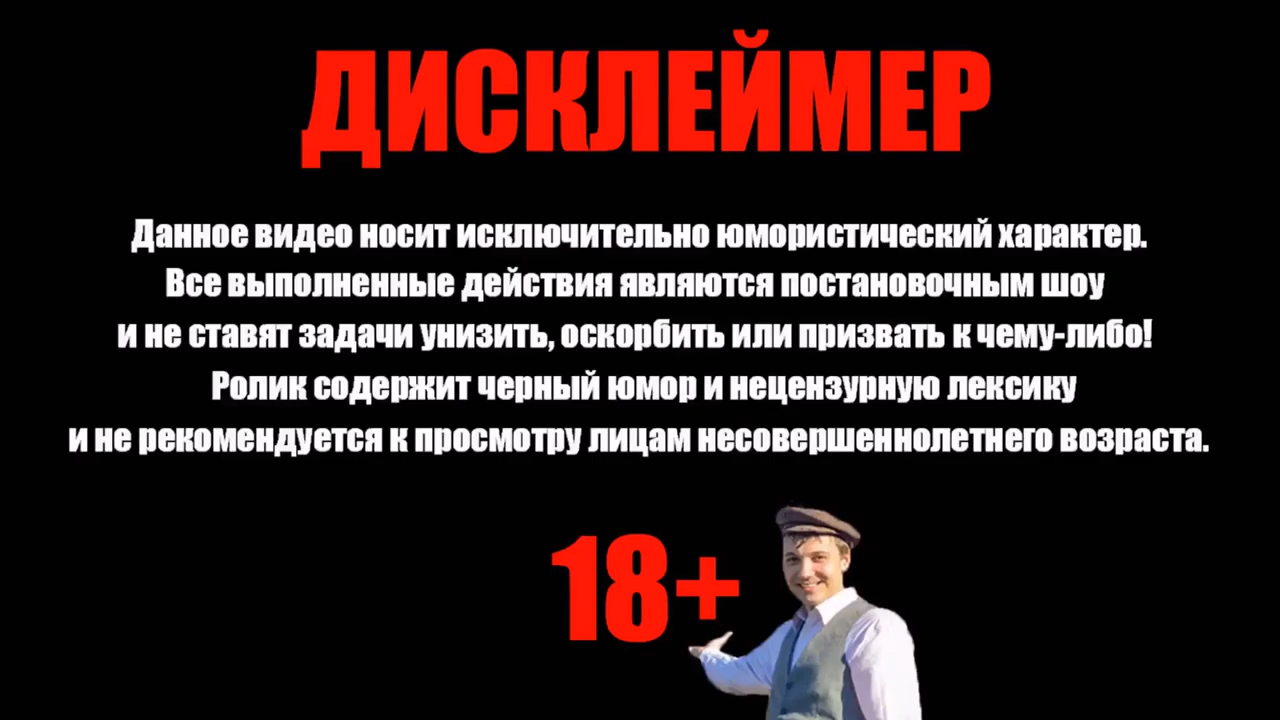 ДИСКЛЕЙМЕР
Данное видео носит исключительно юмористический характер.
Все выполненные действия являются постановочным шоу
и не ставят задачи унизить, оскорбить или призвать к чему-либо!
Ролик содержит черный юмор и нецензурную лексику
и не рекомендуется к просмотру лицам несовершеннолетнего возраста.
18+